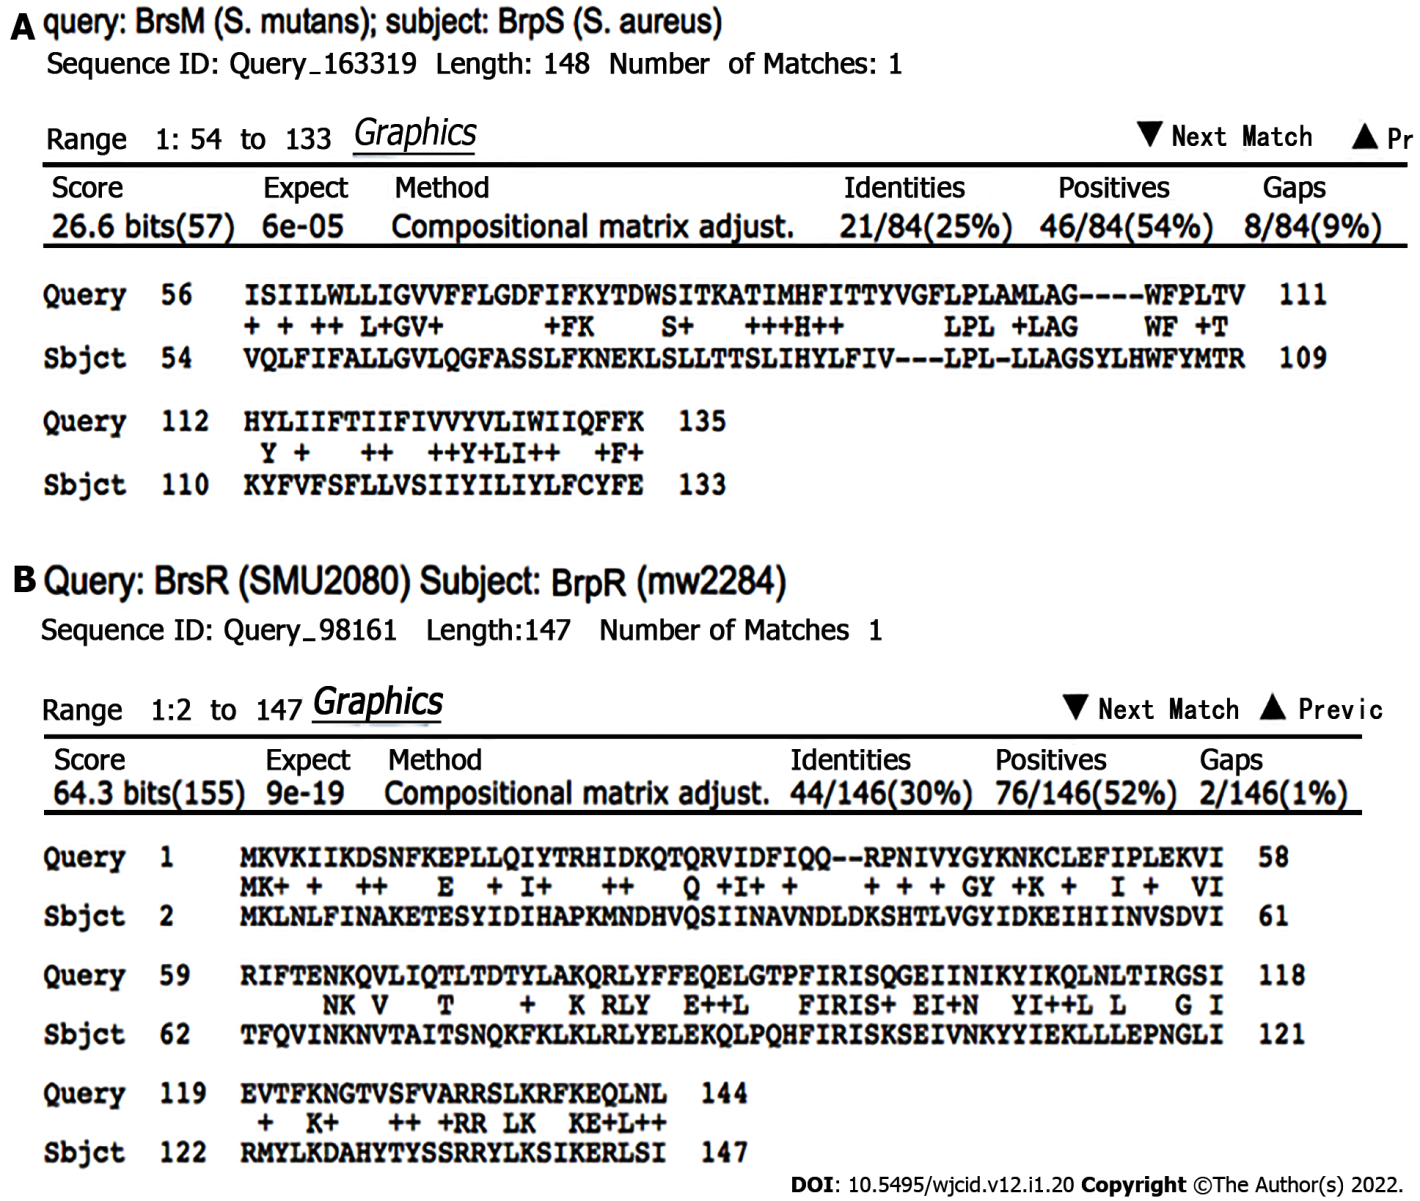 A query: BrsM (S. mutans); subject: BrpS (S. aureus)
Sequence ID: Query_163319 Length: 148 Number of Matches: 1
Range 1: 54 to 133 Graphics ▼ Next Match ▲ Pr
Score Expect Method Identities Positives Gaps
26.6 bits(57) 6e-05 Compositional matrix adjust. 21/84(25%) 46/84(54%) 8/84(9%)
Query 56 ISIILWLLIGVVFFLGDFIFKYTDWSITKATIMHFITTYVGFLPLAMLAG----WFPLTV 111
+ + ++ L+GV+ +FK S+ +++H++ LPL +LAG WF +T
Sbjct 54 VQLFIFALLGVLQGFASSLFKNEKLSLLTTSLIHYLFIV---LPL-LLAGSYLHWFYMTR 109
Query 112 HYLIIFTIIFIVVYVLIWIIQFFK 135
Y + ++ ++Y+LI++ +F+
Sbjct 110 KYFVFSFLLVSIIYILIYLFCYFE 133
B Query: BrsR (SMU2080) Subject: BrpR (mw2284)
Sequence ID: Query_98161 Length:147 Number of Matches 1
Range 1:2 to 147 Graphics ▼ Next Match ▲ Previc
Score Expect Method Identities Positives Gaps
64.3 bits(155) 9e-19 Compositional matrix adjust. 44/146(30%) 76/146(52%) 2/146(1%)
Query 1 MKVKIIKDSNFKEPLLQIYTRHIDKQTQRVIDFIQQ--RPNIVYGYKNKCLEFIPLEKVI 58
MK+ + ++ E + I+ ++ Q +I+ + + + + GY +K + I + VI
Sbjct 2 MKLNLFINAKETESYIDIHAPKMNDHVQSIINAVNDLDKSHTLVGYIDKEIHIINVSDVI 61
Query 59 RIFTENKQVLIQTLTDTYLAKQRLYFFEQELGTPFIRISQGEIINIKYIKQLNLTIRGSI 118
NK V T + K RLY E++L FIRIS+ EI+N YI++L L G I
Sbjct 62 TFQVINKNVTAITSNQKFKLKLRLYELEKQLPQHFIRISKSEIVNKYYIEKLLLEPNGLI 121
Query 119 EVTFKNGTVSFVARRSLKRFKEQLNL 144
+ K+ ++ +RR LK KE+L++
Sbjct 122 RMYLKDAHYTYSSRRYLKSIKERLSI 147
DOI: 10.5495/wjcid.v12.i1.20 Copyright ©The Author(s) 2022.